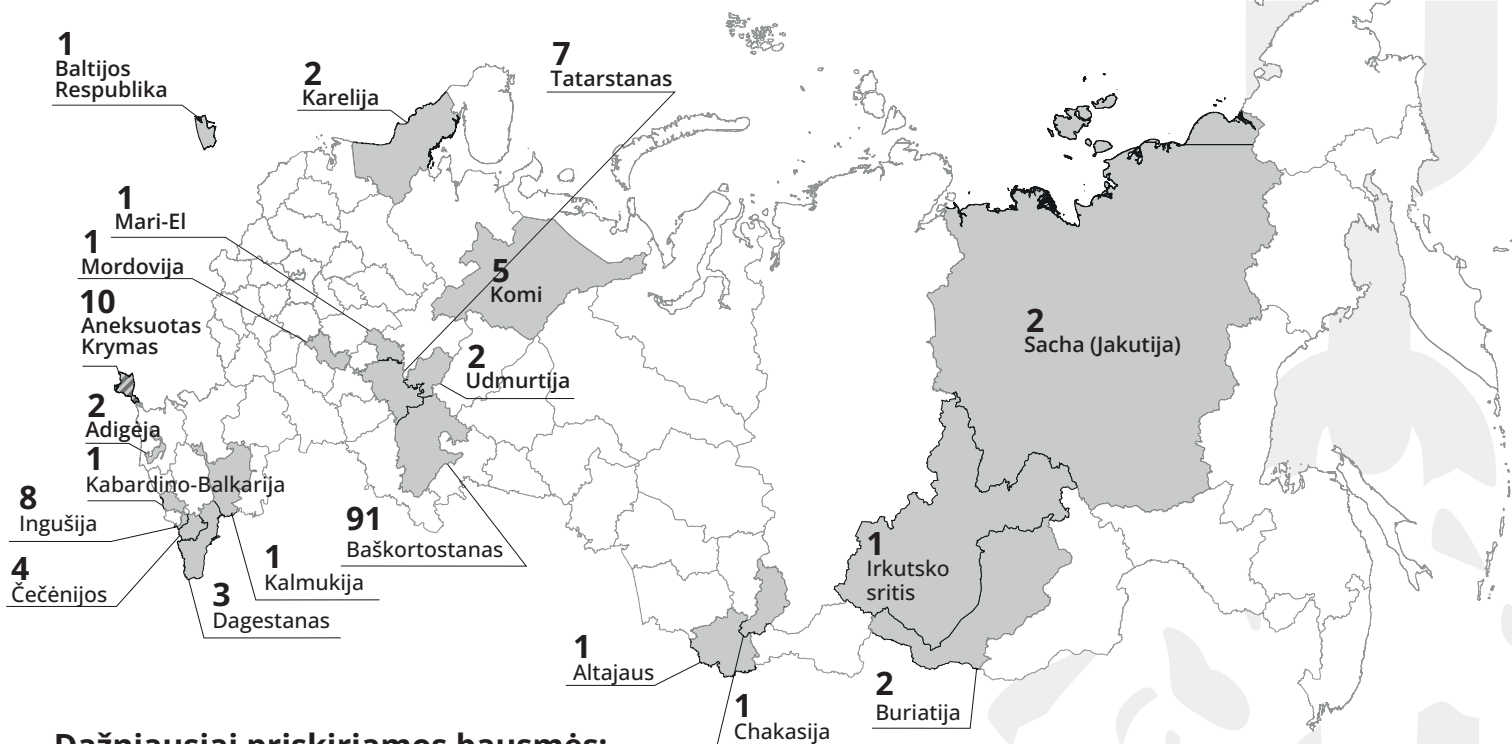 1
Baltijos
Respublika
2
Karelija
7
Tatarstanas
1
Mari-El
1
Mordovija
10
Aneksuotas
Krymas
2
Adigėja
1
Kabardino-Balkarija
8
Ingušija
4
Čečėnijos
3
Dagestanas
1
Kalmukija
91
Baškortostanas
2
Udmurtija
5
Komi
2
Sacha (Jakutija)
1
Irkutsko
sritis
1
Altajaus
1
Chakasija
2
Buriatija
Dažniausiai priskiriamos bausmės: